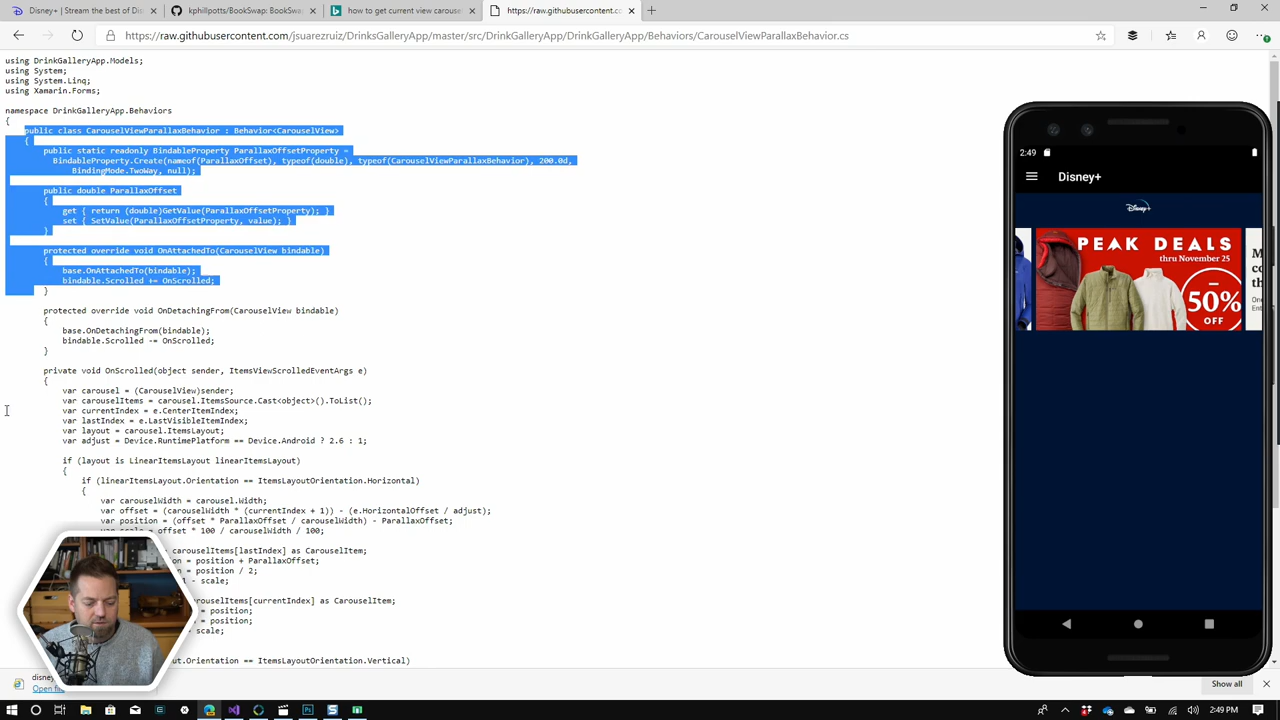 Disney+ | Stream the best of Dis
kphillpotts/BookSwap: BookSwap
how to get current view carousel
https://raw.githubusercontent.co
https://raw.githubusercontent.com/jsuarezruiz/DrinksGalleryApp/master/src/DrinkGalleryApp/DrinkGalleryApp/Behaviors/CarouselViewParallaxBehavior.cs
using DrinkGalleryApp.Models;
using System;
using System.Linq;
using Xamarin.Forms;
namespace DrinkGalleryApp.Behaviors
{
public class CarouselViewParallaxBehavior : Behavior<CarouselView>
{
public static readonly BindableProperty ParallaxOffsetProperty =
BindableProperty.Create(nameof(ParallaxOffset), typeof(double), typeof(CarouselViewParallaxBehavior), 200.0d,
BindingMode.TwoWay, null);
public double ParallaxOffset
{
get { return (double)GetValue(ParallaxOffsetProperty); }
set { SetValue(ParallaxOffsetProperty, value); }
}
protected override void OnAttachedTo(CarouselView bindable)
{
base.OnAttachedTo(bindable);
bindable.Scrolled += OnScrolled;
}
protected override void OnDetachingFrom(CarouselView bindable)
{
base.OnDetachingFrom(bindable);
bindable.Scrolled -= OnScrolled;
}
private void OnScrolled(object sender, ItemsViewScrolledEventArgs e)
{
var carousel = (CarouselView)sender;
var carouselItems = carousel.ItemsSource.Cast<object>().ToList();
var currentIndex = e.CenterItemIndex;
var lastIndex = e.LastVisibleItemIndex;
var layout = carousel.ItemsLayout;
var adjust = Device.RuntimePlatform == Device.Android ? 2.6 : 1;
if (layout is LinearItemsLayout linearItemsLayout)
{
if (linearItemsLayout.Orientation == ItemsLayoutOrientation.Horizontal)
{
var carouselWidth = carousel.Width;
var offset = (carouselWidth * (currentIndex + 1)) - (e.HorizontalOffset / adjust);
var position = (offset * ParallaxOffset / carouselWidth) - ParallaxOffset;
var scale = offset * 100 / carouselWidth / 100;
carouselItems[lastIndex] as CarouselItem;
= position + ParallaxOffset;
= position / 2;
- scale;
carouselItems[currentIndex] as CarouselItem;
= position;
= position;
- scale;
.Orientation == ItemsLayoutOrientation.Vertical)
2:49
Disney+
Disney+
PEAK DEALS
thru November 25
50%
OFF
disney
Open file
Show all
2:49 PM